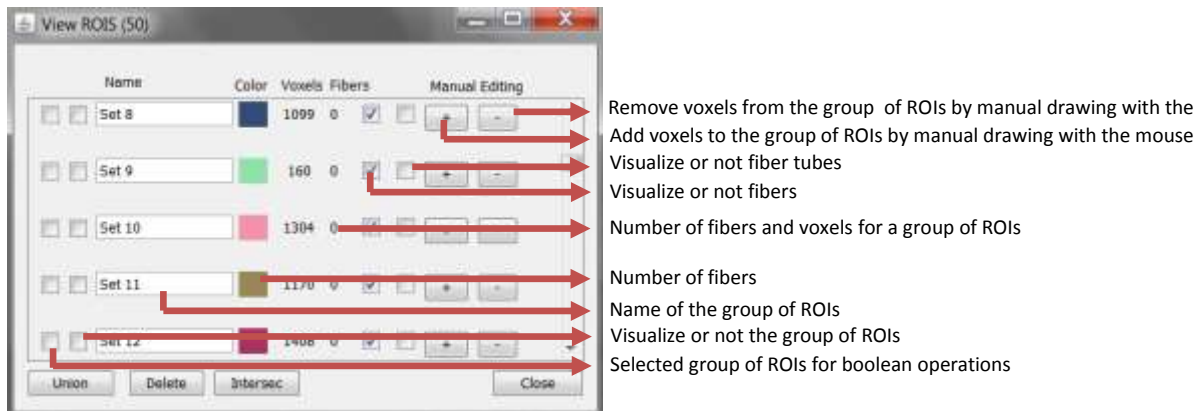 View ROIS (50)
Name Color Voxels Fibers Manual Editing
Set 8 1099 0 + -
Remove voxels from the group of ROIs by manual drawing with the
Add voxels to the group of ROIs by manual drawing with the mouse
Visualize or not fiber tubes
Set 9 160 0 + -
Visualize or not fibers
Set 10 1304 0
Number of fibers and voxels for a group of ROIs
Number of fibers
Set 11 1170 0 + -
Name of the group of ROIs
Visualize or not the group of ROIs
Set 12 1408 0 + -
Selected group of ROIs for boolean operations
Union Delete Intersec Close